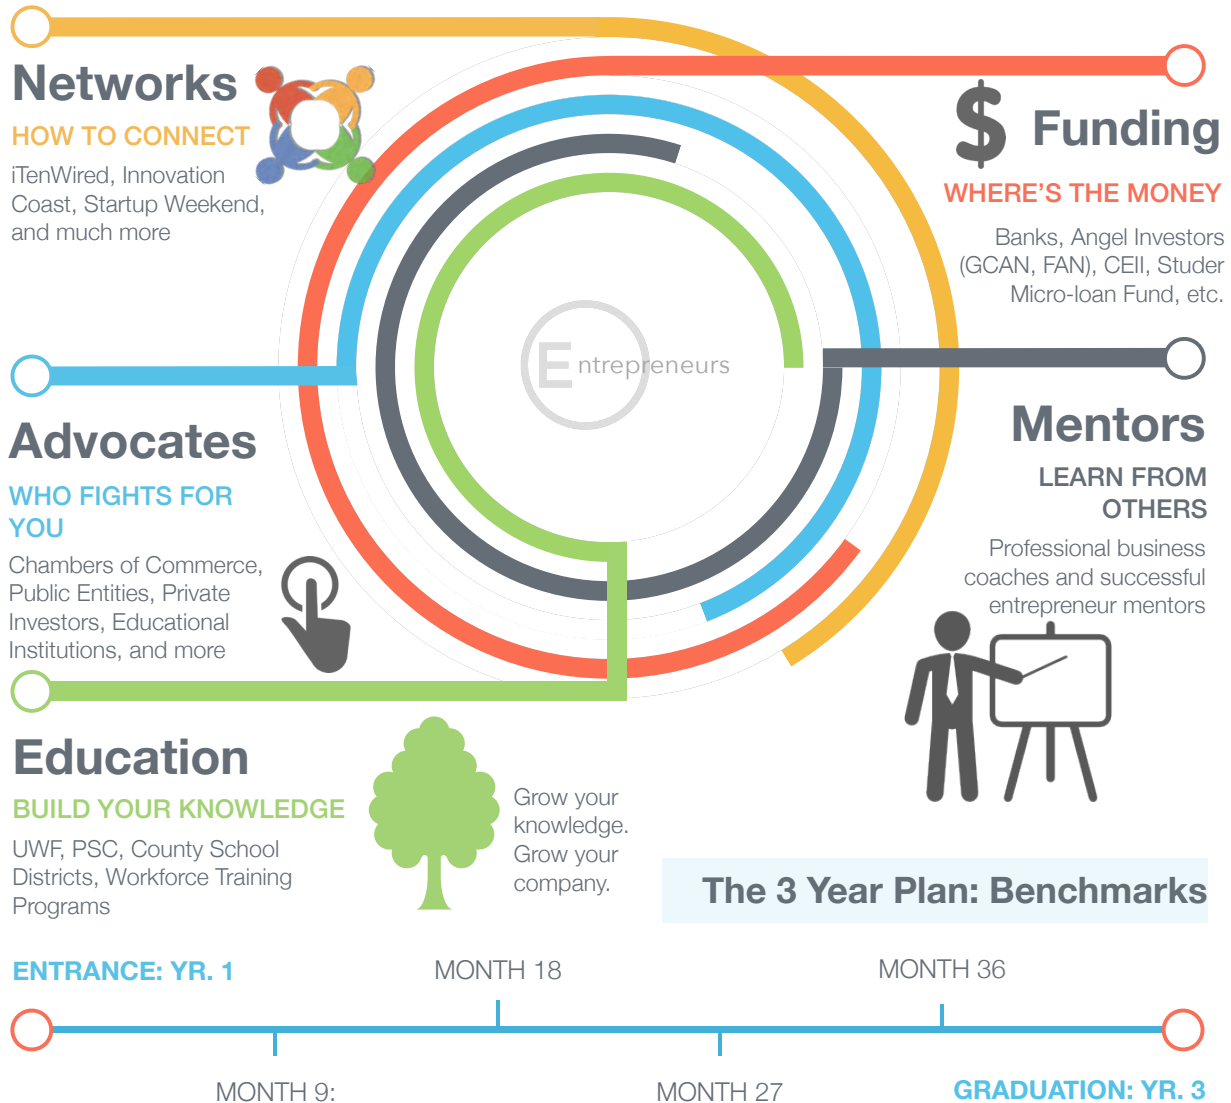 Networks
HOW TO CONNECT
iTenWired, Innovation
Coast, Startup Weekend,
and much more
$
Funding
WHERE'S THE MONEY
Banks, Angel Investors
(GCAN, FAN), CEII, Studer
Micro-loan Fund, etc.
Entrepreneurs
Advocates
WHO FIGHTS FOR
YOU
Chambers of Commerce,
Public Entities, Private
Investors, Educational
Institutions, and more
Mentors
LEARN FROM
OTHERS
Professional business
coaches and successful
entrepreneur mentors
Education
BUILD YOUR KNOWLEDGE
UWF, PSC, County School
Districts, Workforce Training
Programs
Grow your
knowledge.
Grow your
company.
The 3 Year Plan: Benchmarks
ENTRANCE: YR. 1
MONTH 18
MONTH 36
MONTH 9:
MONTH 27
GRADUATION: YR. 3